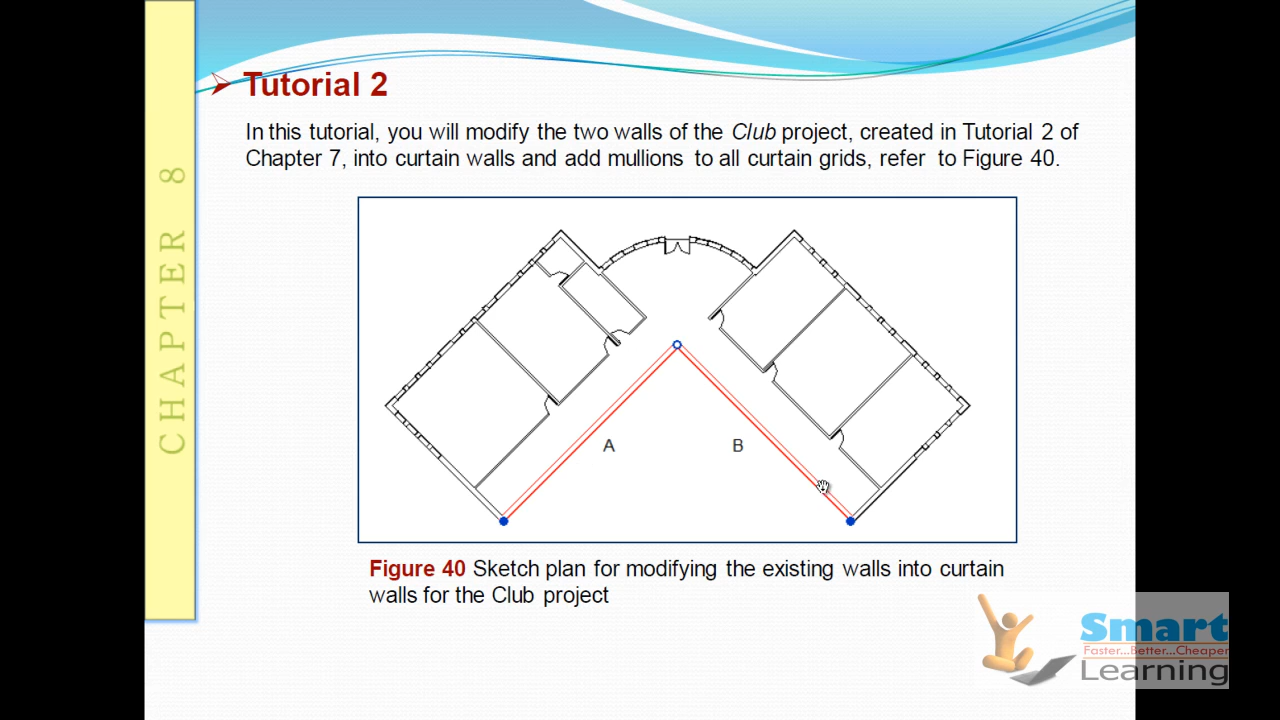 CHAPTER 8
Tutorial 2
In this tutorial, you will modify the two walls of the Club project, created in Tutorial 2 of
Chapter 7, into curtain walls and add mullions to all curtain grids, refer to Figure 40.
A
B
Figure 40 Sketch plan for modifying the existing walls into curtain
walls for the Club project
Smart
Faster...Better...Cheaper
Learning